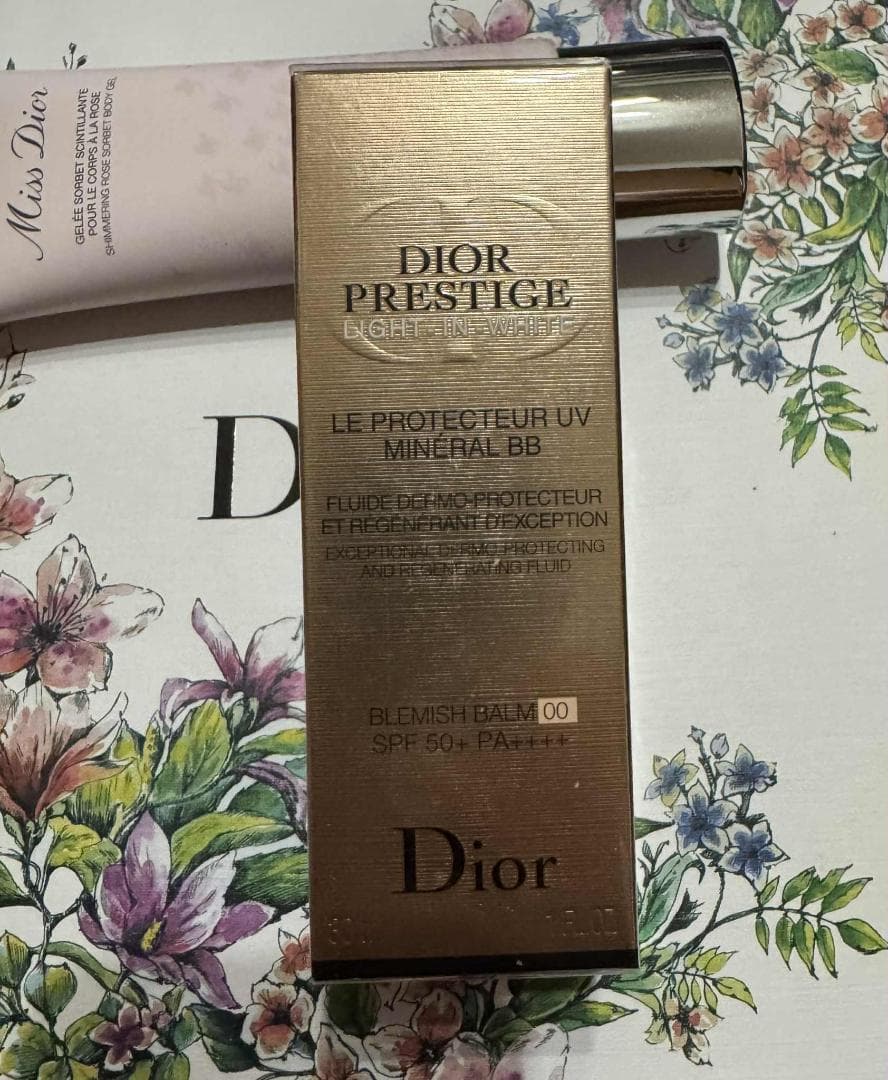 Miss Dior
GELÉE SORBET SCINTILLANTE
POUR LE CORPS À LA ROSE
SHIMMERING ROSE SORBET BODY GEL
DIOR
PRESTIGE
LIGHT IN WHITE
D
LE PROTECTEUR UV
MINÉRAL BB
FLUIDE DERMO-PROTECTEUR
ET RÉGÉNÉRANT D'EXCEPTION
EXCEPTIONAL DERMO-PROTECTING
AND REGENERATING FLUID
BLEMISH BALM 00
SPF 50+ PA++++
Dior